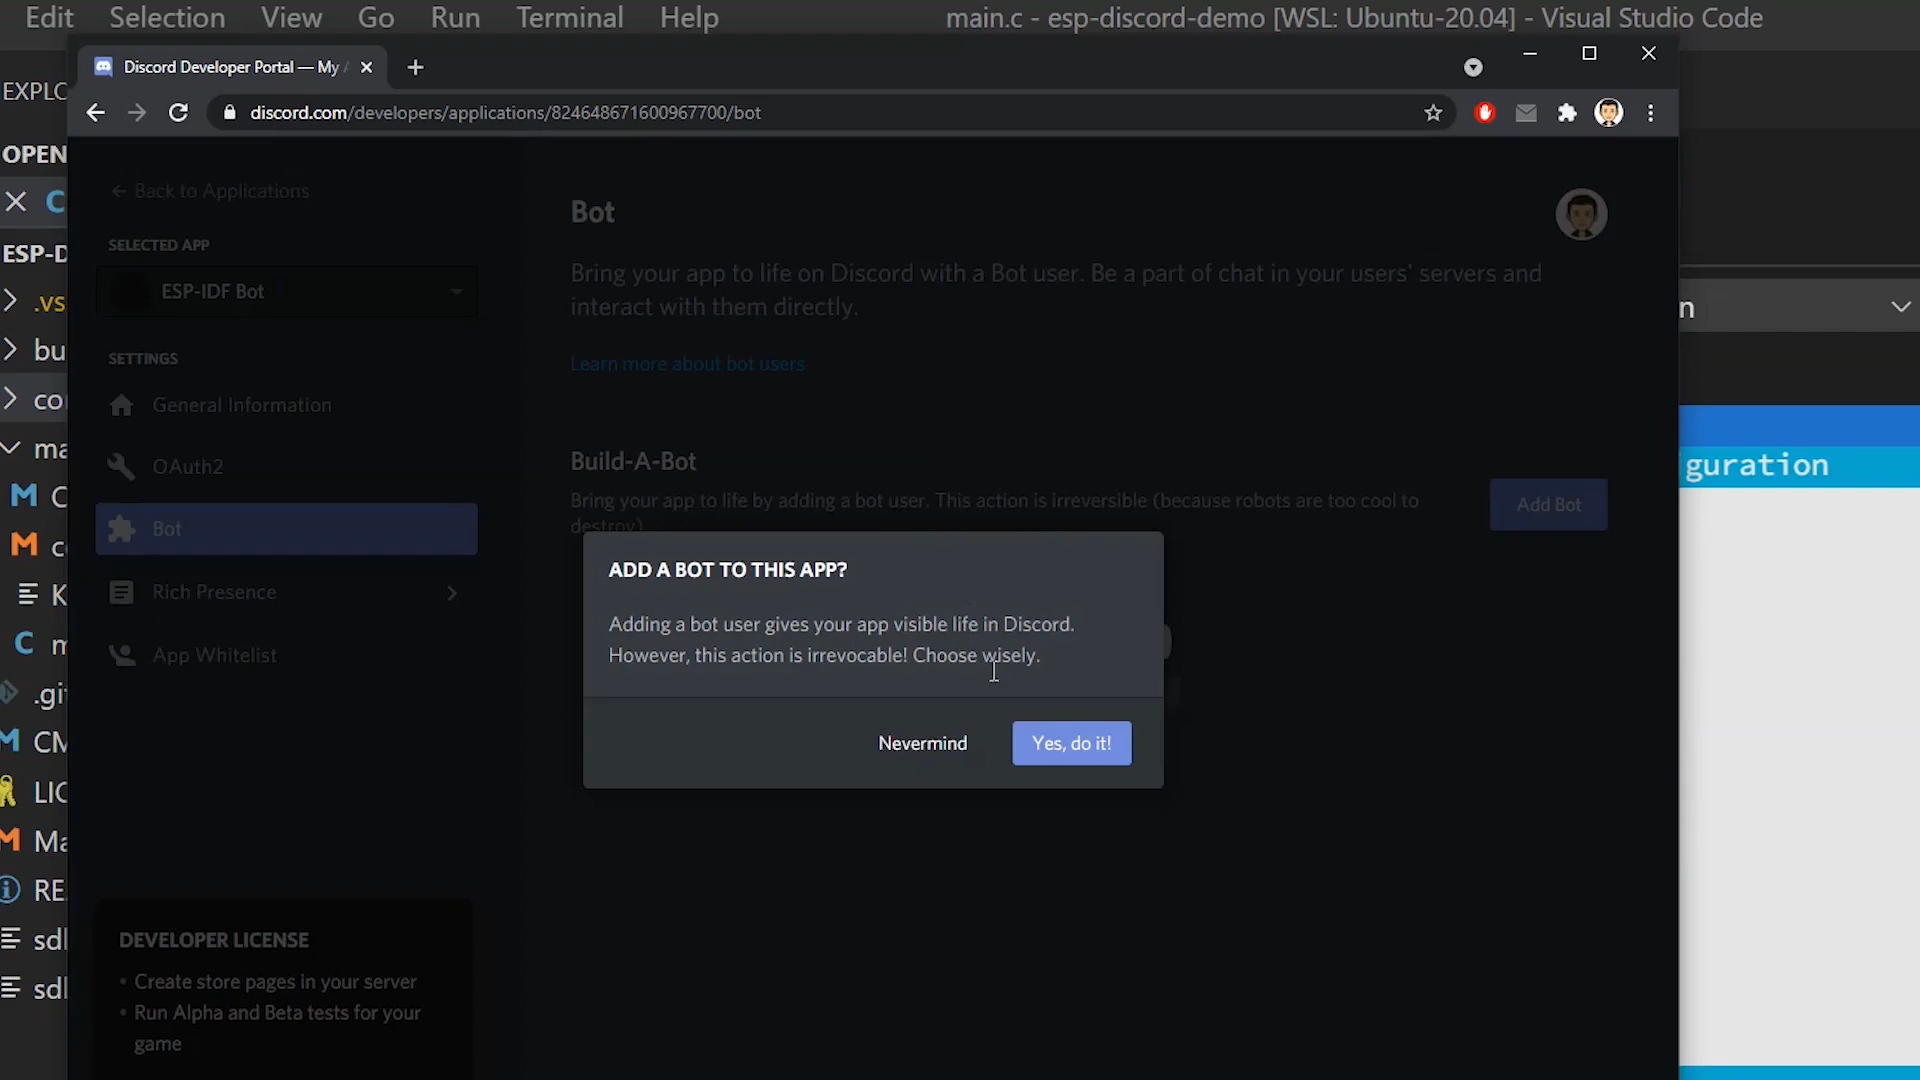 Edit Selection View Go Run Terminal Help main.c - esp-discord-demo [WSL: Ubuntu-20.04] - Visual Studio Code
Discord Developer Portal — My
EXPLO
discord.com/developers/applications/824648671600967700/bot
OPEN
C
ESP-D
.vs
bu
co
ma
M C
M c
K
C m
.gi
M CM
LIC
M Ma
RE
sdl
sdl
← Back to Applications
SELECTED APP
ESP-IDF Bot
SETTINGS
General Information
OAuth2
Bot
Rich Presence
App Whitelist
DEVELOPER LICENSE
• Create store pages in your server
• Run Alpha and Beta tests for your
game
Bot
Bring your app to life on Discord with a Bot user. Be a part of chat in your users' servers and
interact with them directly.
Learn more about bot users
Build-A-Bot
Bring your app to life by adding a bot user. This action is irreversible (because robots are too cool to
destroy)
Add Bot
ADD A BOT TO THIS APP?
Adding a bot user gives your app visible life in Discord.
However, this action is irrevocable! Choose wisely.
Nevermind
Yes, do it!
n
guration